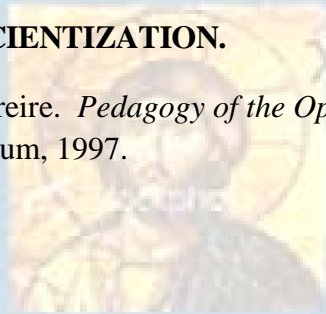 CIENTIZATION.
reire. Pedagogy of the Op
um, 1997.